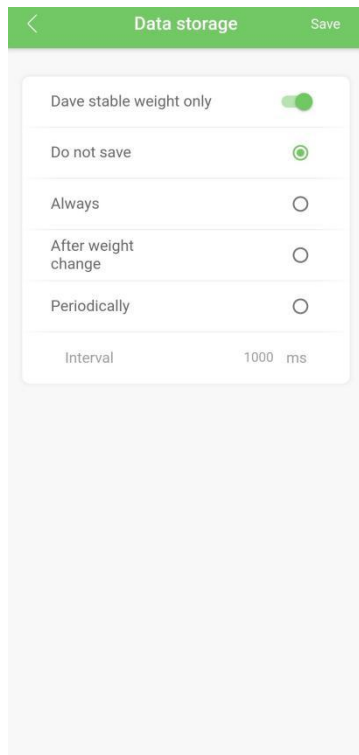 Data storage Save
Dave stable weight only
Do not save
Always
After weight
change
Periodically
Interval 1000 ms